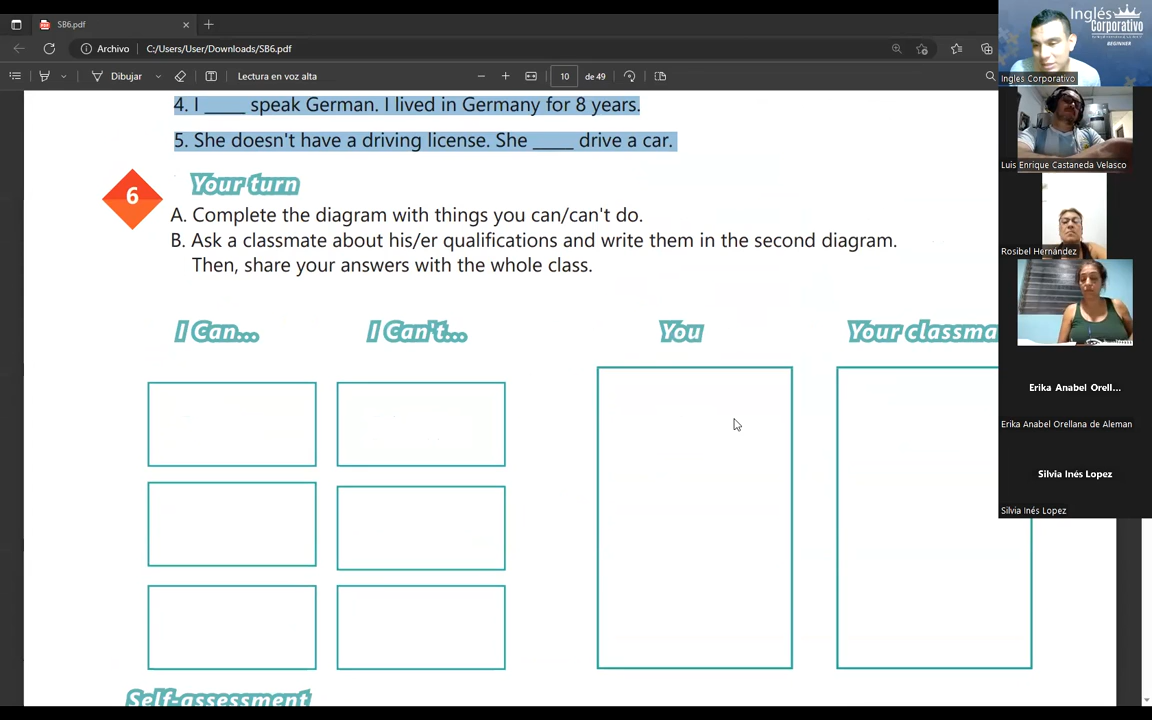 SB6.pdf
Archivo
C:/Users/User/Downloads/SB6.pdf
Dibujar
Lectura en voz alta
10
de 49
4. I ____ speak German. I lived in Germany for 8 years.
5. She doesn't have a driving license. She ____ drive a car.
6
Your turn
A. Complete the diagram with things you can/can't do.
B. Ask a classmate about his/er qualifications and write them in the second diagram.
Then, share your answers with the whole class.
I Can...
I Can't...
You
Your classma
Self-assessment
Inglés
Corporativo
BEGINNER
Ingles Corporativo
Luis Enrique Castaneda Velasco
Rosibel Hernández
Erika Anabel Orell...
Erika Anabel Orellana de Aleman
Silvia Inés Lopez
Silvia Inés Lopez